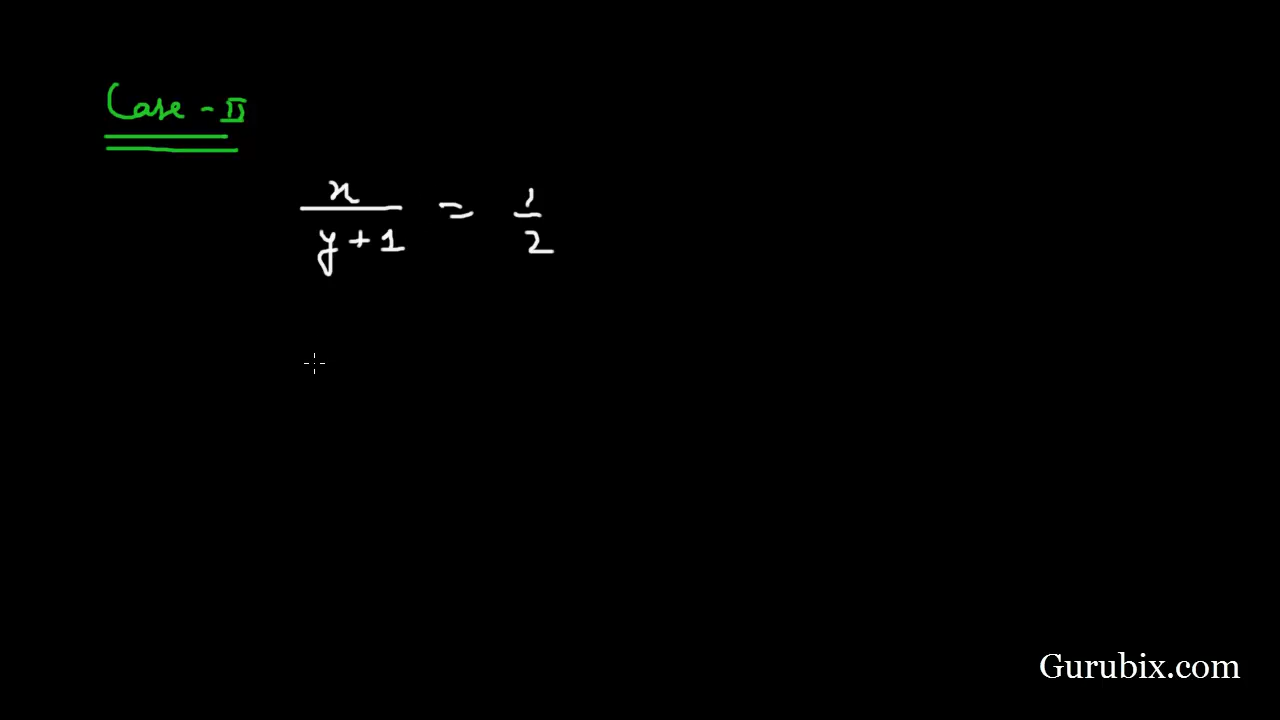 Case - II
x/(y+1) = 1/2
Gurubix.com